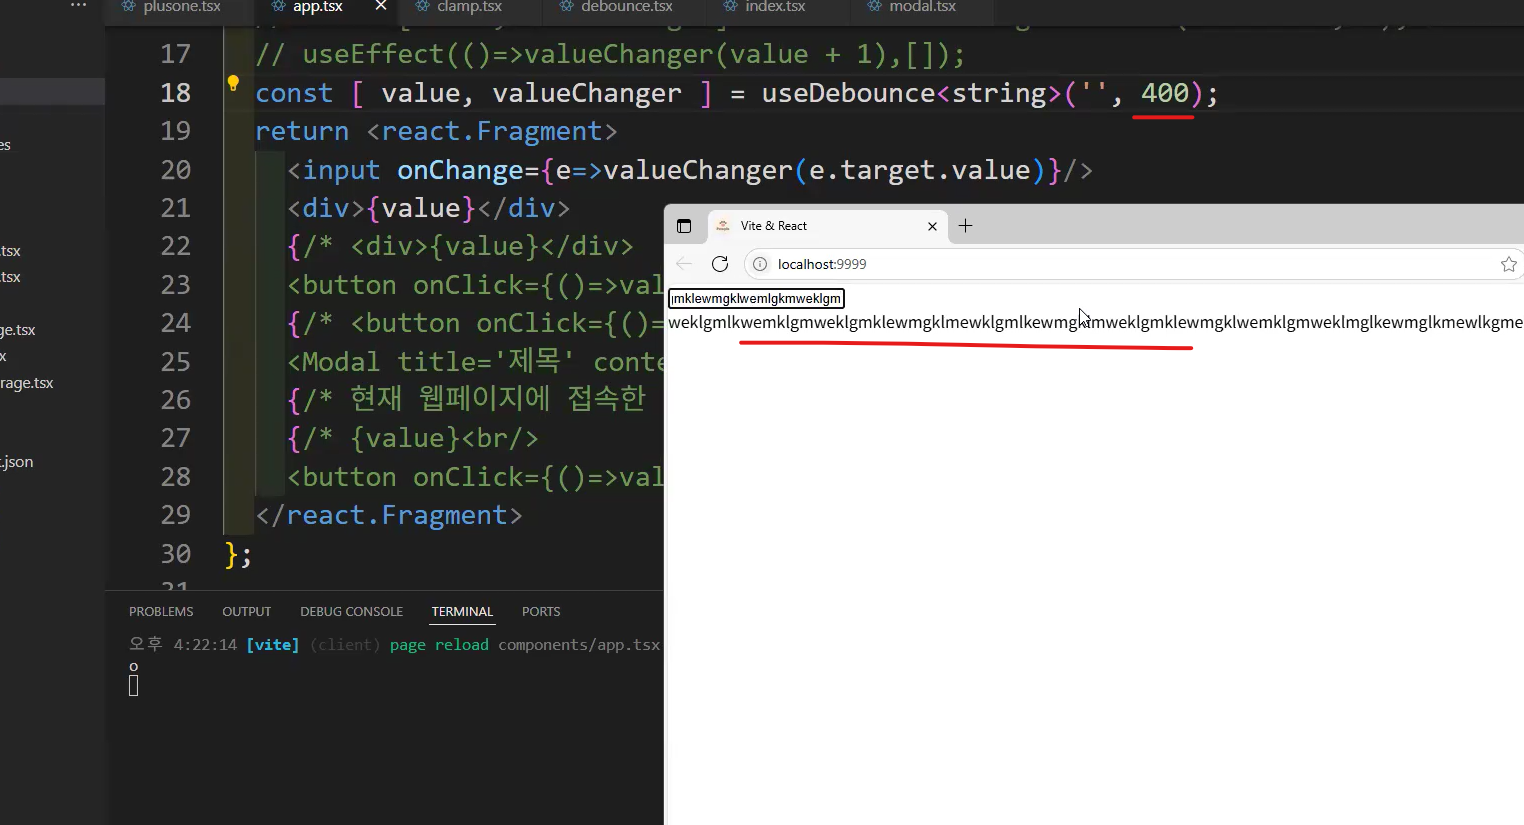 plusone.tsx app.tsx clamp.tsx debounce.tsx index.tsx modal.tsx
17 // useEffect(()=>valueChanger(value + 1),[]);
18 const [ value, valueChanger ] = useDebounce<string>('', 400);
19 return <react.Fragment>
20 <input onChange={e=>valueChanger(e.target.value)}/>
21 <div>{value}</div>
22 {/* <div>{value}</div>
23 <button onClick={()=>val
24 {/* <button onClick={()=
25 <Modal title='제목' conte
26 {/* 현재 웹페이지에 접속한
27 {/* {value}<br/>
28 <button onClick={()=>val
29 </react.Fragment>
30 };
31
es
.tsx
.tsx
ge.tsx
x
rage.tsx
.json
Vite & React
localhost:9999
mklewmgklwemlgkmweklgm
PROBLEMS OUTPUT DEBUG CONSOLE TERMINAL PORTS
오후 4:22:14 [vite] (client) page reload components/app.tsx
o